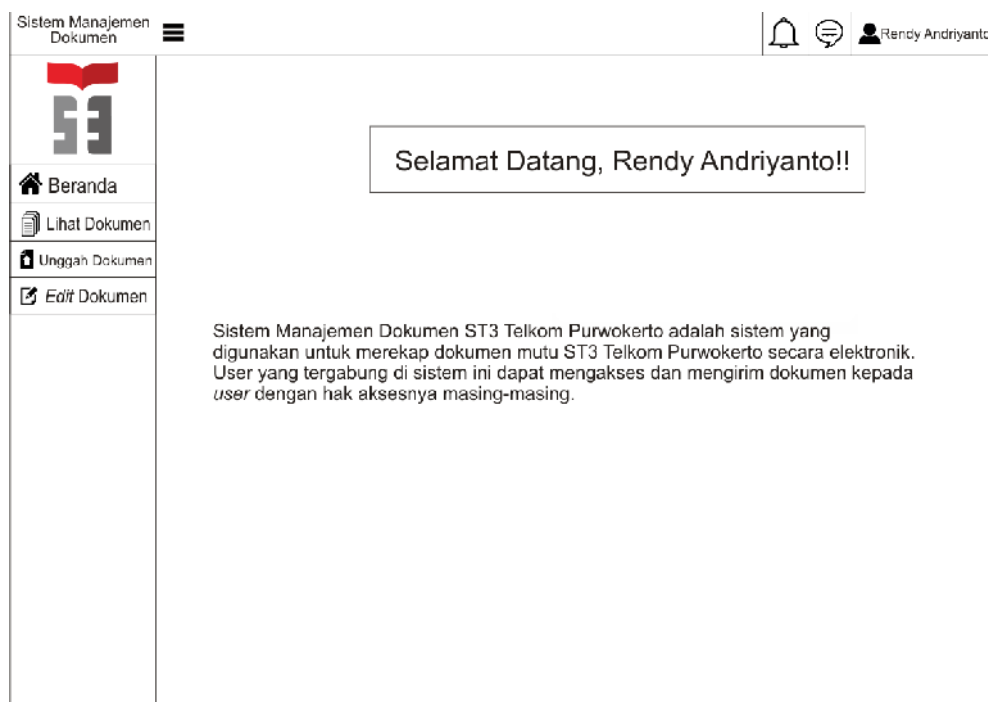 Sistem Manajemen
Dokumen
Rendy Andriyanto
Beranda
Lihat Dokumen
Unggah Dokumen
Edit Dokumen
Selamat Datang, Rendy Andriyanto!!
Sistem Manajemen Dokumen ST3 Telkom Purwokerto adalah sistem yang
digunakan untuk merekap dokumen mutu ST3 Telkom Purwokerto secara elektronik.
User yang tergabung di sistem ini dapat mengakses dan mengirim dokumen kepada
user dengan hak aksesnya masing-masing.